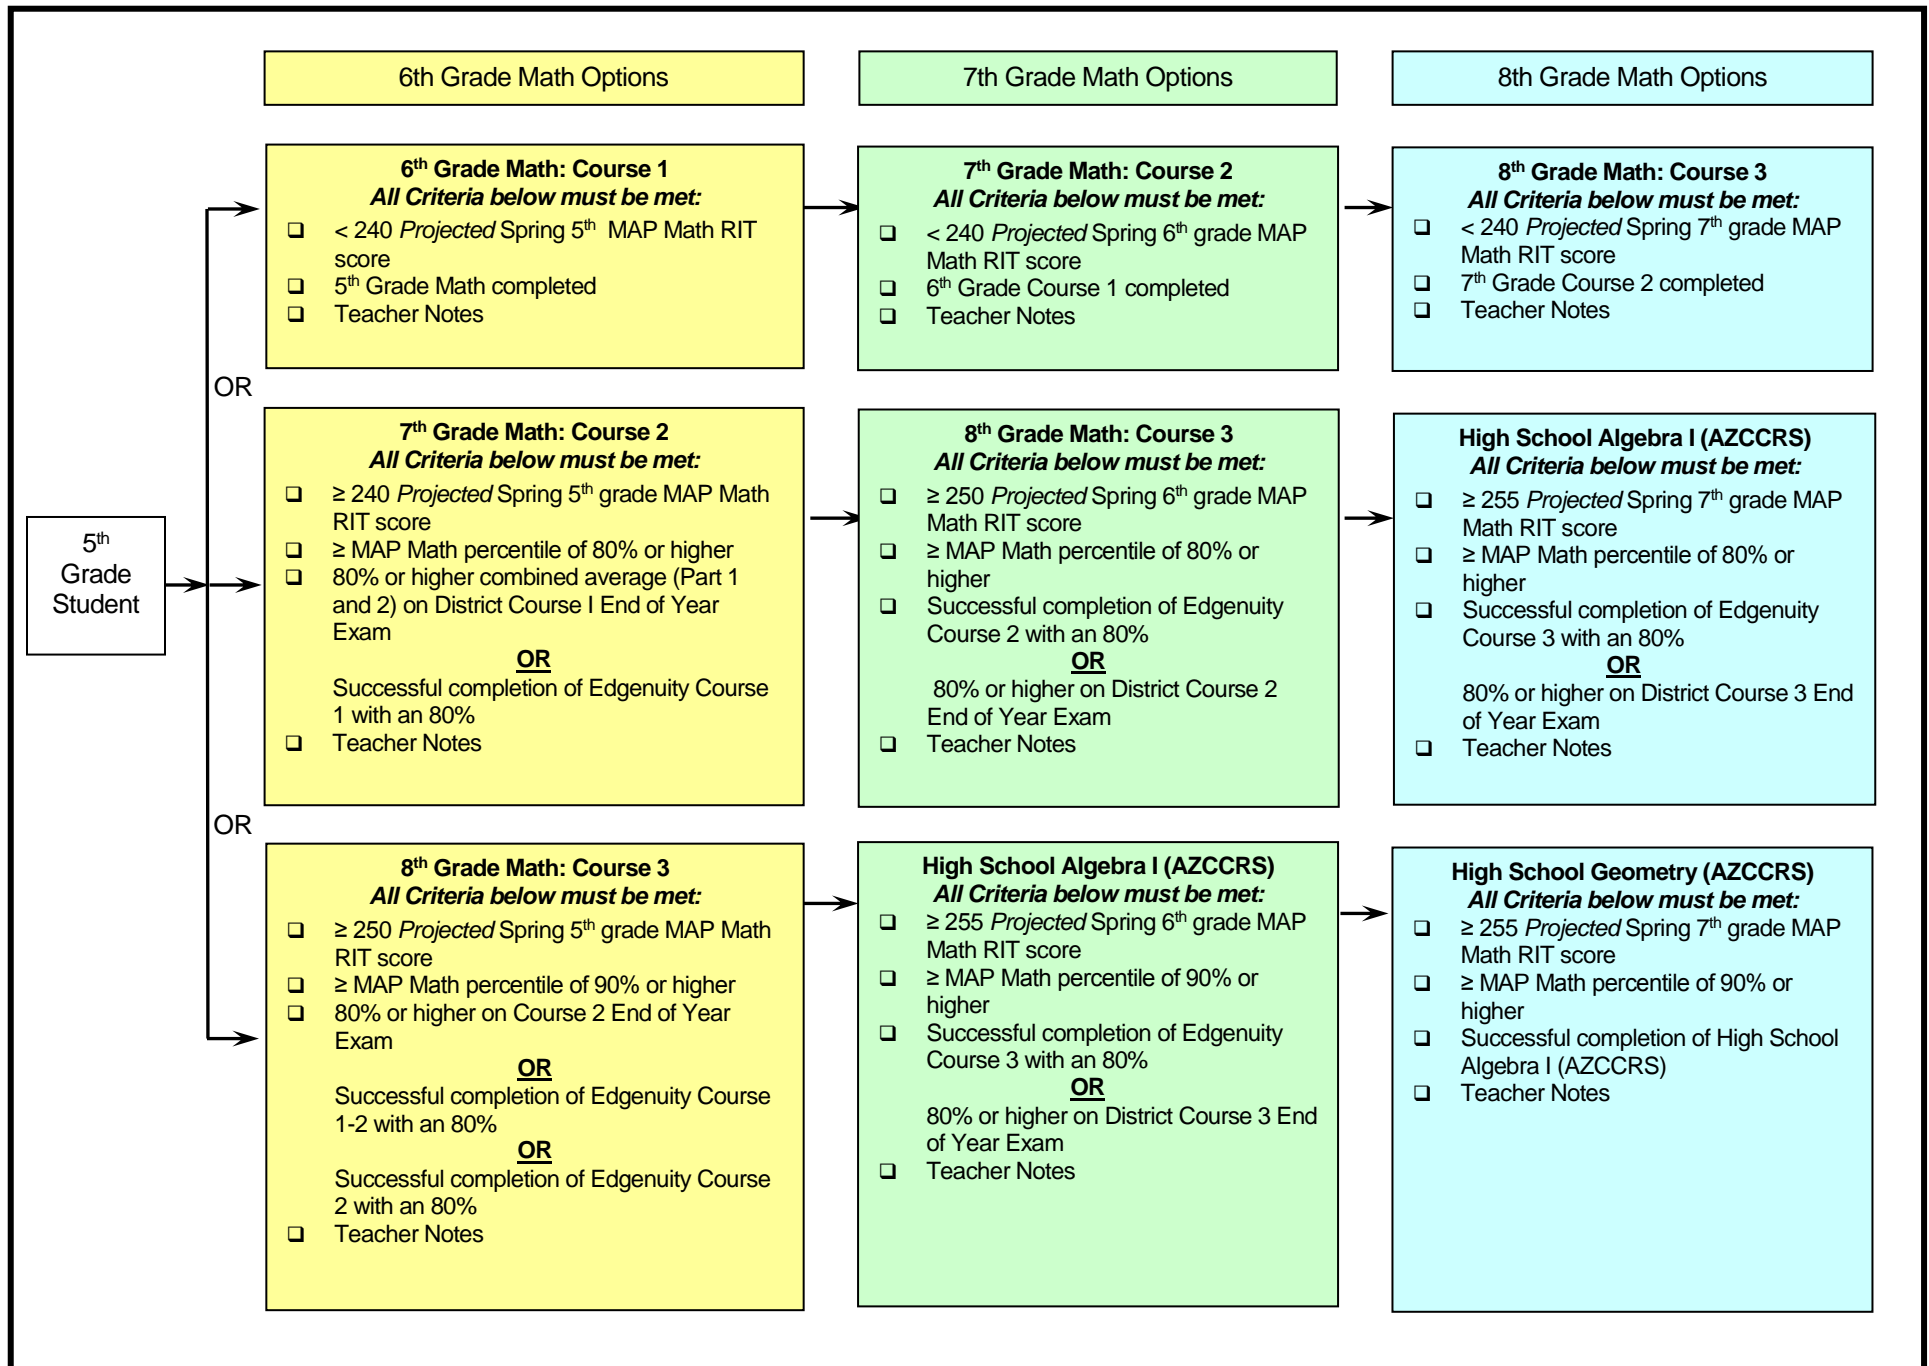 6th Grade Math Options
7th Grade Math Options
8th Grade Math Options
6th Grade Math: Course 1
All Criteria below must be met:
❑ < 240 Projected Spring 5th MAP Math RIT
score
❑ 5th Grade Math completed
❑ Teacher Notes
7th Grade Math: Course 2
All Criteria below must be met:
❑ < 240 Projected Spring 6th grade MAP
Math RIT score
❑ 6th Grade Course 1 completed
❑ Teacher Notes
8th Grade Math: Course 3
All Criteria below must be met:
❑ < 240 Projected Spring 7th grade MAP
Math RIT score
❑ 7th Grade Course 2 completed
❑ Teacher Notes
OR
5th
Grade
Student
7th Grade Math: Course 2
All Criteria below must be met:
❑ ≥ 240 Projected Spring 5th grade MAP Math
RIT score
❑ ≥ MAP Math percentile of 80% or higher
❑ 80% or higher combined average (Part 1
and 2) on District Course I End of Year
Exam
OR
Successful completion of Edgenuity Course
1 with an 80%
❑ Teacher Notes
8th Grade Math: Course 3
All Criteria below must be met:
❑ ≥ 250 Projected Spring 6th grade MAP
Math RIT score
❑ ≥ MAP Math percentile of 80% or
higher
❑ Successful completion of Edgenuity
Course 2 with an 80%
OR
80% or higher on District Course 2
End of Year Exam
❑ Teacher Notes
High School Algebra I (AZCCRS)
All Criteria below must be met:
❑ ≥ 255 Projected Spring 7th grade MAP
Math RIT score
❑ ≥ MAP Math percentile of 80% or
higher
❑ Successful completion of Edgenuity
Course 3 with an 80%
OR
80% or higher on District Course 3 End
of Year Exam
❑ Teacher Notes
OR
8th Grade Math: Course 3
All Criteria below must be met:
❑ ≥ 250 Projected Spring 5th grade MAP Math
RIT score
❑ ≥ MAP Math percentile of 90% or higher
❑ 80% or higher on Course 2 End of Year
Exam
OR
Successful completion of Edgenuity Course
1-2 with an 80%
OR
Successful completion of Edgenuity Course
2 with an 80%
❑ Teacher Notes
High School Algebra I (AZCCRS)
All Criteria below must be met:
❑ ≥ 255 Projected Spring 6th grade MAP
Math RIT score
❑ ≥ MAP Math percentile of 90% or
higher
❑ Successful completion of Edgenuity
Course 3 with an 80%
OR
80% or higher on District Course 3 End
of Year Exam
❑ Teacher Notes
High School Geometry (AZCCRS)
All Criteria below must be met:
❑ ≥ 255 Projected Spring 7th grade MAP
Math RIT score
❑ ≥ MAP Math percentile of 90% or
higher
❑ Successful completion of High School
Algebra I (AZCCRS)
❑ Teacher Notes